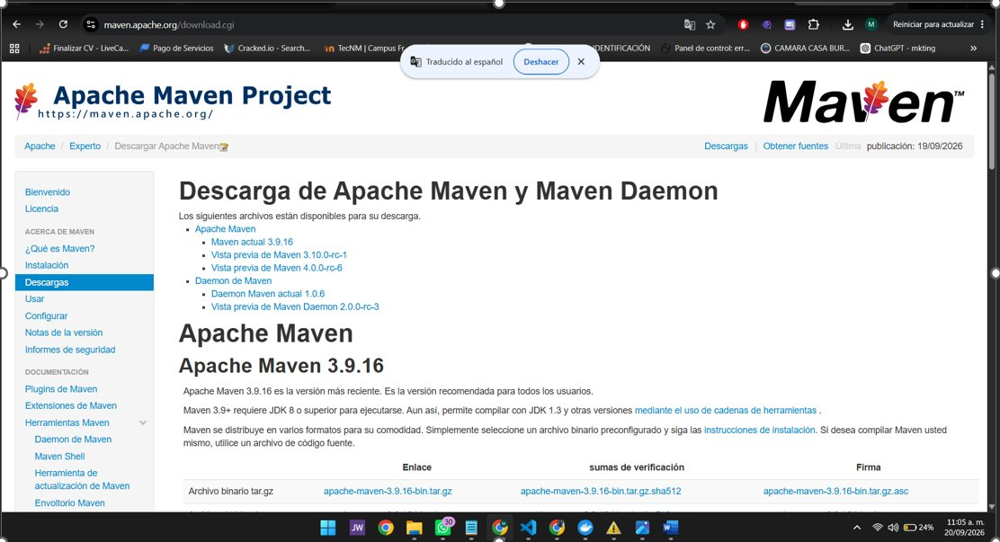 maven.apache.org/download.cgi
M
Reiniciar para actualizar
Finalizar CV - LiveCa...
Pago de Servicios
Cracked.io - Search...
TecNM | Campus Fr
IDENTIFICACIÓN
Panel de control: err...
CAMARA CASA BUR...
ChatGPT - mkting
»
Traducido al español
Deshacer
Apache Maven Project
https://maven.apache.org/
Maven™
Apache / Experto / Descargar Apache Maven
Descargas | Obtener fuentes Última publicación: 19/09/2026
Bienvenido
Licencia
ACERCA DE MAVEN
¿Qué es Maven?
Instalación
Descargas
Usar
Configurar
Notas de la versión
Informes de seguridad
DOCUMENTACIÓN
Plugins de Maven
Extensiones de Maven
Herramientas Maven
Daemon de Maven
Maven Shell
Herramienta de
actualización de Maven
Envoltorio Maven
Descarga de Apache Maven y Maven Daemon
Los siguientes archivos están disponibles para su descarga.
Apache Maven
Maven actual 3.9.16
Vista previa de Maven 3.10.0-rc-1
Vista previa de Maven 4.0.0-rc-6
Daemon de Maven
Daemon Maven actual 1.0.6
Vista previa de Maven Daemon 2.0.0-rc-3
Apache Maven
Apache Maven 3.9.16
Apache Maven 3.9.16 es la versión más reciente. Es la versión recomendada para todos los usuarios.
Maven 3.9+ requiere JDK 8 o superior para ejecutarse. Aun así, permite compilar con JDK 1.3 y otras versiones mediante el uso de cadenas de herramientas .
Maven se distribuye en varios formatos para su comodidad. Simplemente seleccione un archivo binario preconfigurado y siga las instrucciones de instalación. Si desea compilar Maven usted
mismo, utilice un archivo de código fuente.
Enlace sumas de verificación Firma
Archivo binario tar.gz apache-maven-3.9.16-bin.tar.gz apache-maven-3.9.16-bin.tar.gz.sha512 apache-maven-3.9.16-bin.tar.gz.asc
JW
30
W
24%
11:05 a. m.
20/09/2026